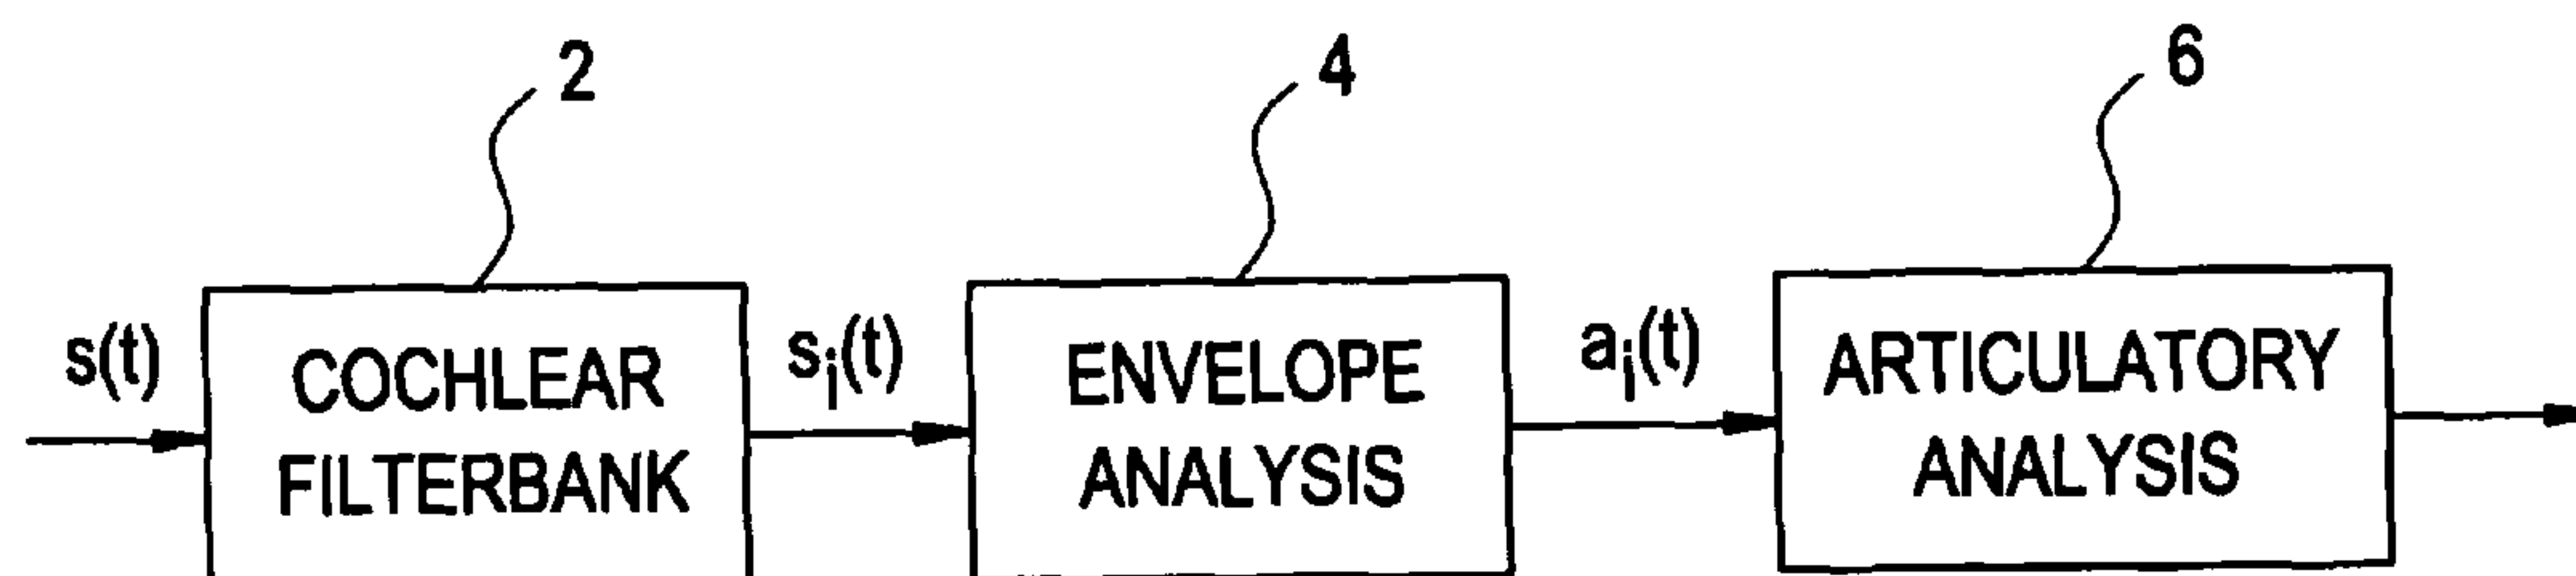 2
4
6
s(t)
COCHLEAR
FILTERBANK
sᵢ(t)
ENVELOPE
ANALYSIS
aᵢ(t)
ARTICULATORY
ANALYSIS